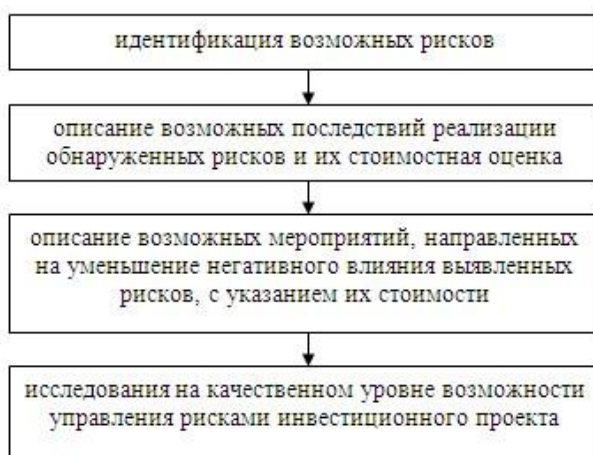 идентификация возможных рисков
описание возможных последствий реализации
обнаруженных рисков и их стоимостная оценка
описание возможных мероприятий, направленных
на уменьшение негативного влияния выявленных
рисков, с указанием их стоимости
исследования на качественном уровне возможности
управления рисками инвестиционного проекта